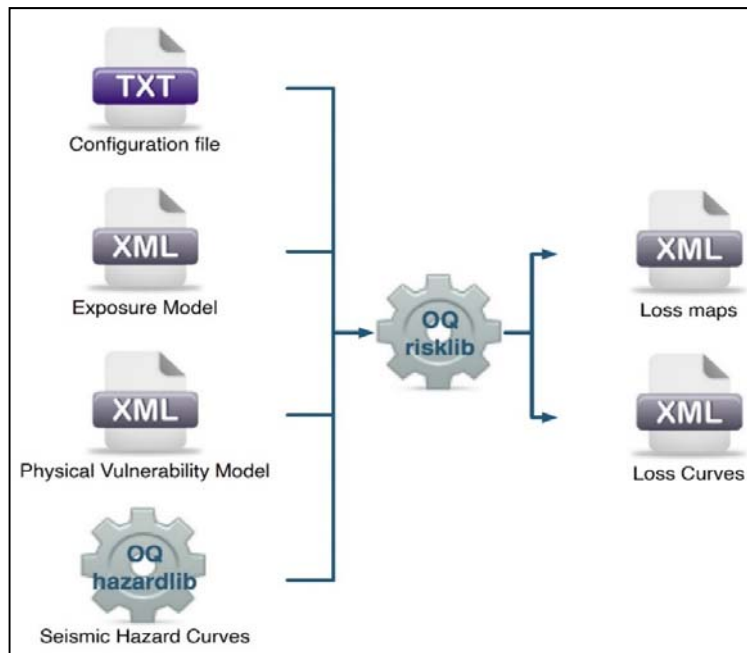 TXT
Configuration file
XML
Exposure Model
XML
Physical Vulnerability Model
OQ
hazardlib
Seismic Hazard Curves
OQ
risklib
XML
Loss maps
XML
Loss Curves